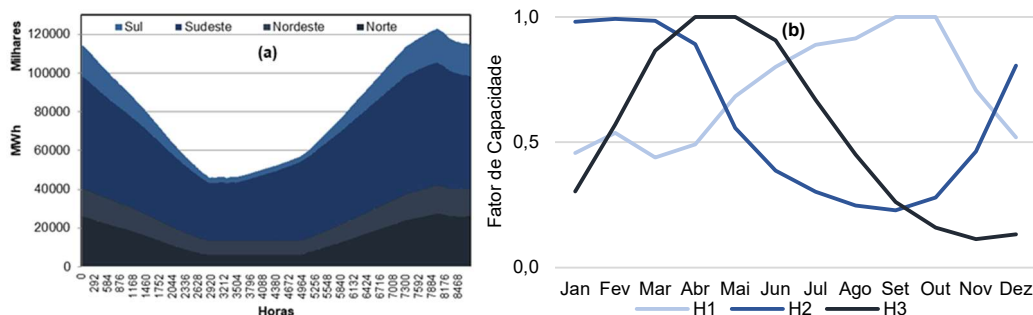 Sul Sudeste Nordeste Norte
(a)
Milhares
MWh
120000
100000
80000
60000
40000
20000
0
0 292 584 876 1168 1460 1752 2044 2336 2628 2920 3212 3504 3796 4088 4380 4672 4964 5256 5548 5840 6132 6424 6716 7008 7300 7592 7884 8176 8468
Horas
(b)
Fator de Capacidade
1,0
0,5
0,0
Jan Fev Mar Abr Mai Jun Jul Ago Set Out Nov Dez
H1 H2 H3